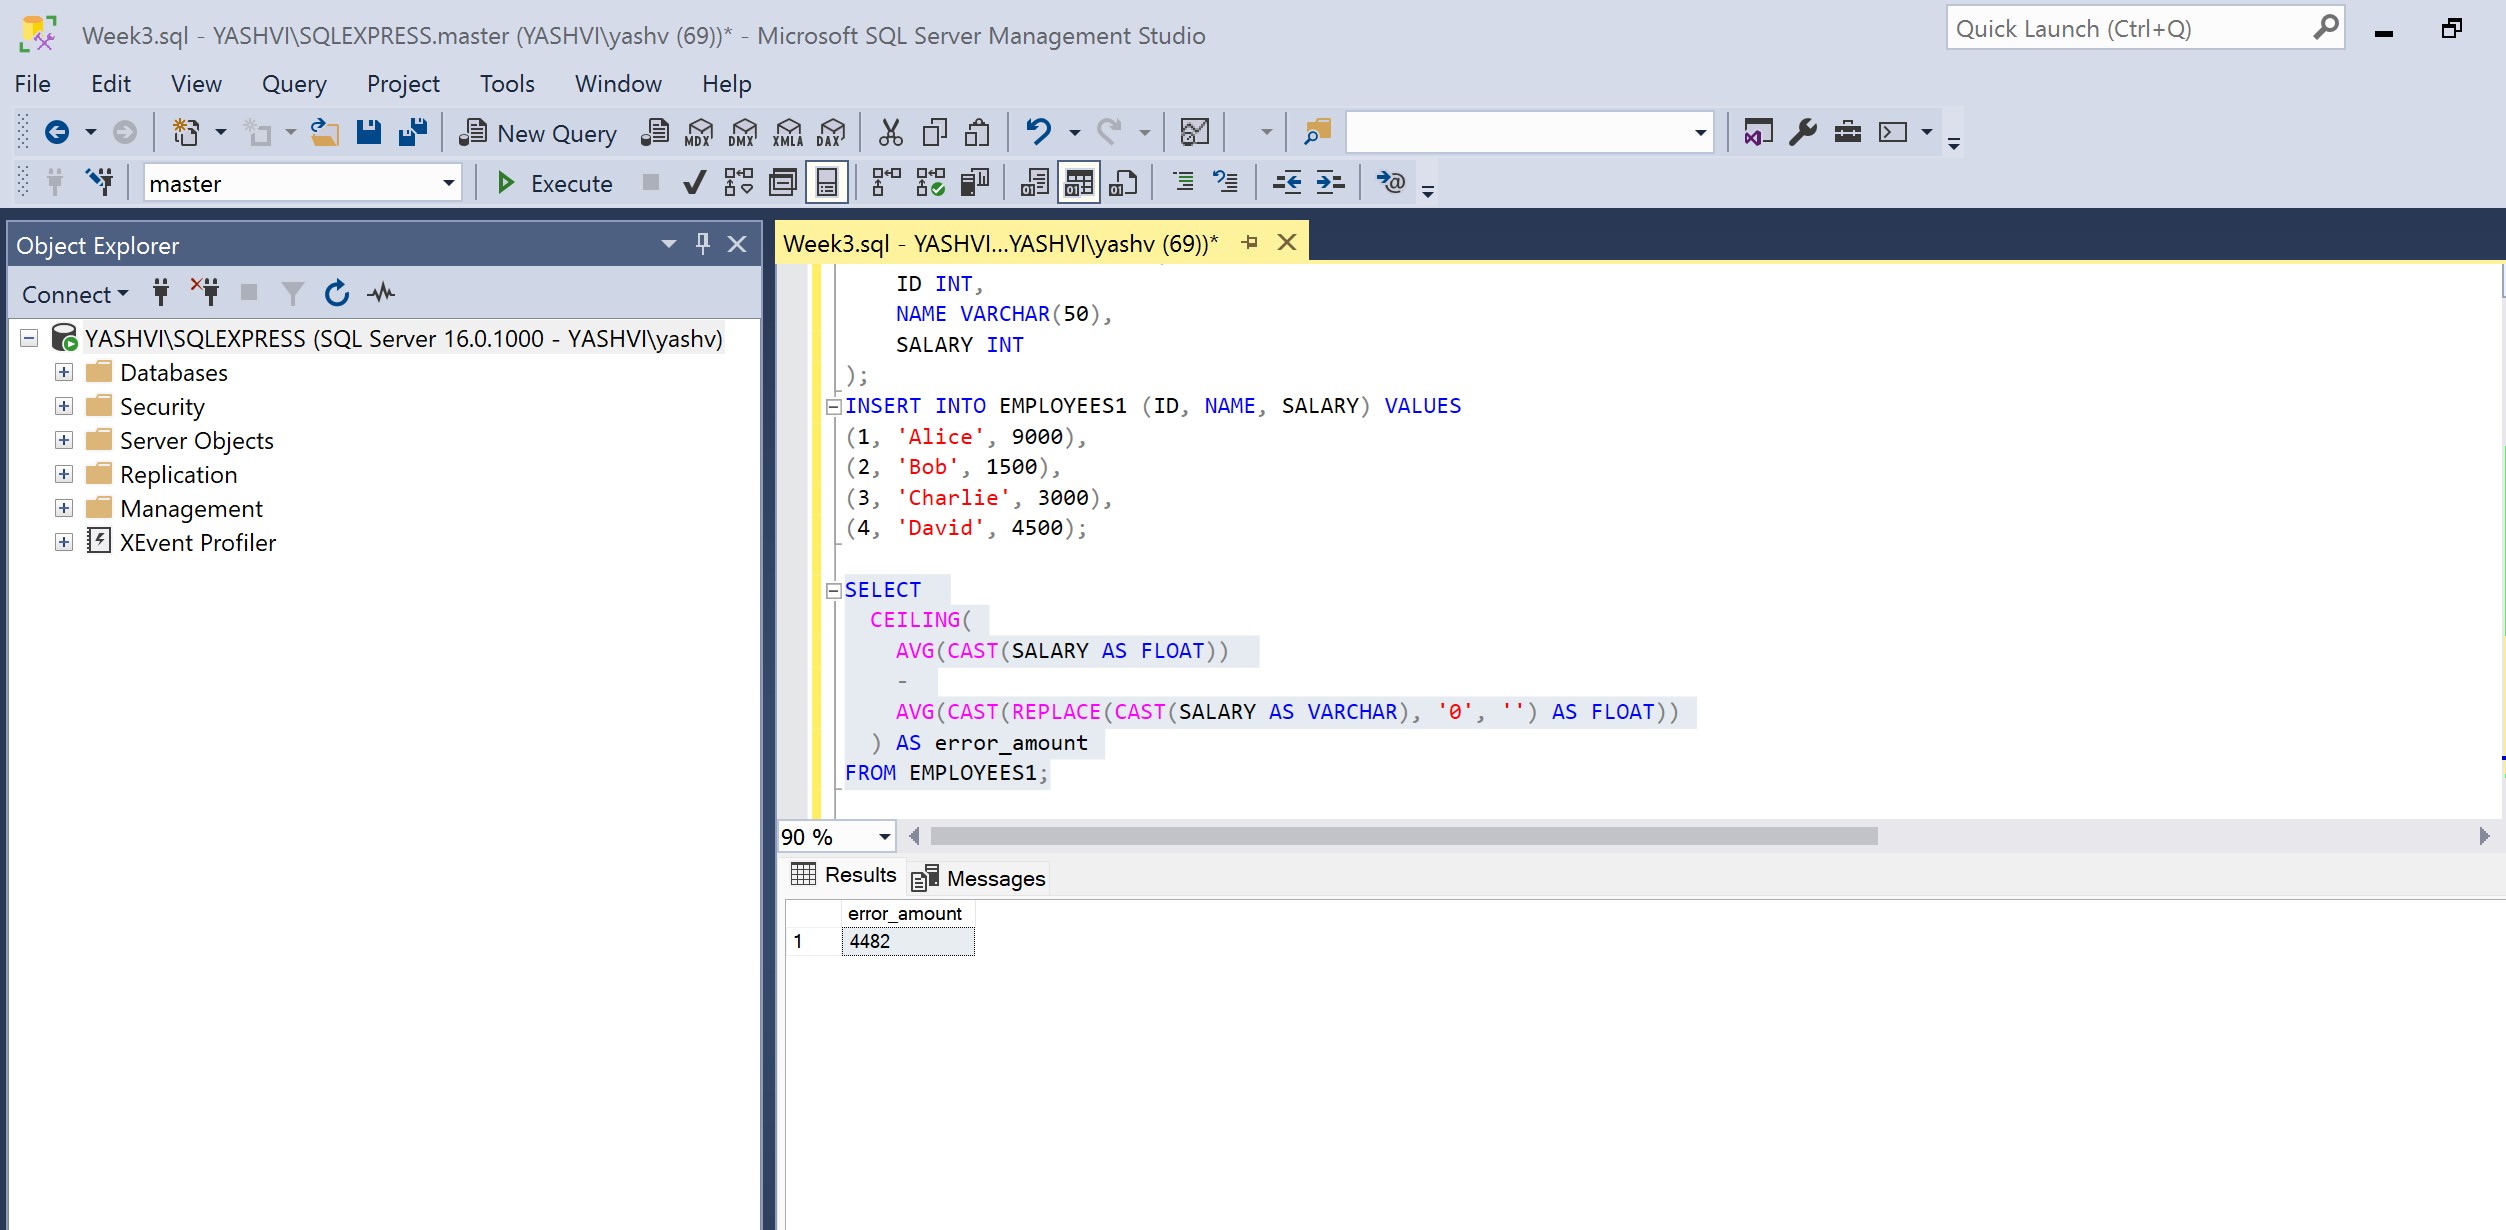 Week3.sql - YASHVI\SQLEXPRESS.master (YASHVI\yashv (69))* - Microsoft SQL Server Management Studio
Quick Launch (Ctrl+Q)
File Edit View Query Project Tools Window Help
New Query MDX DMX XMLA DAX
master Execute
Object Explorer
Connect
YASHVI\SQLEXPRESS (SQL Server 16.0.1000 - YASHVI\yashv)
Databases
Security
Server Objects
Replication
Management
XEvent Profiler
Week3.sql - YASHVI...YASHVI\yashv (69))*
ID INT,
NAME VARCHAR(50),
SALARY INT
);
INSERT INTO EMPLOYEES1 (ID, NAME, SALARY) VALUES
(1, 'Alice', 9000),
(2, 'Bob', 1500),
(3, 'Charlie', 3000),
(4, 'David', 4500);
SELECT
CEILING(
AVG(CAST(SALARY AS FLOAT))
-
AVG(CAST(REPLACE(CAST(SALARY AS VARCHAR), '0', '') AS FLOAT))
) AS error_amount
FROM EMPLOYEES1;
90 %
Results Messages
error_amount
1 4482